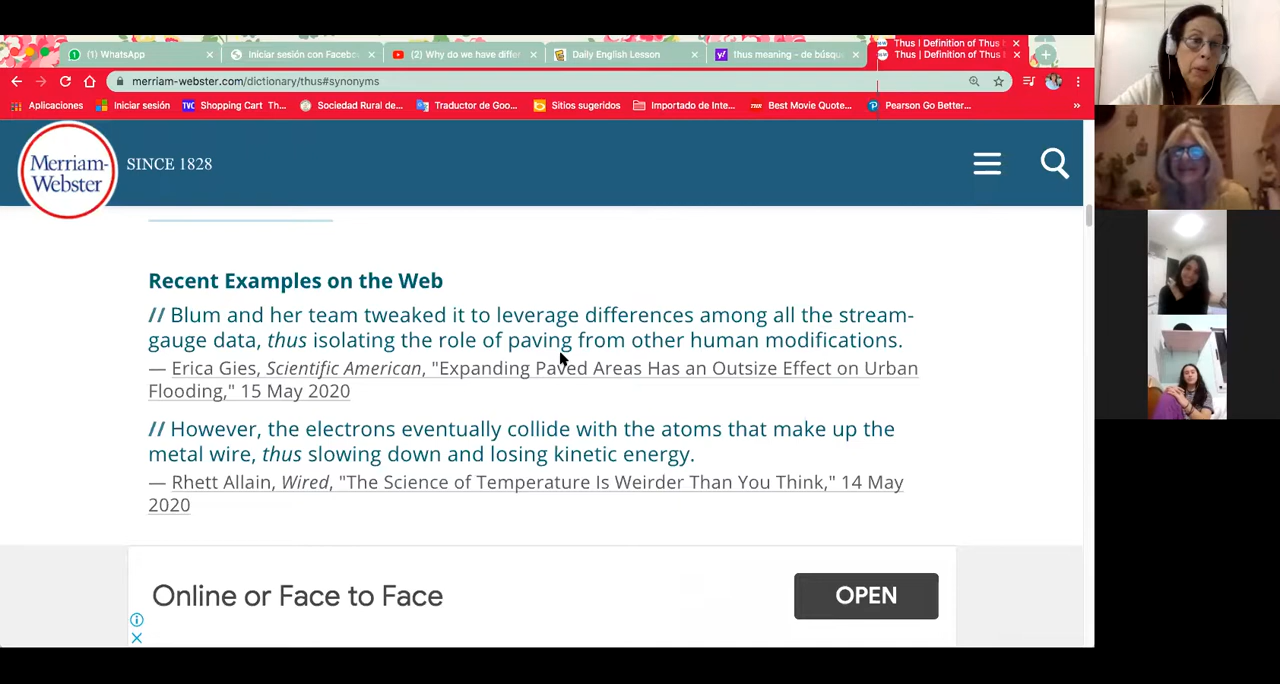 (1) WhatsApp
Iniciar sesión con Facebo
(2) Why do we have differ
Daily English Lesson
thus meaning - de búsqu
Thus | Definition of Thus
Thus | Definition of Thus b
merriam-webster.com/dictionary/thus#synonyms
Aplicaciones
Iniciar sesión
TVC Shopping Cart Th...
Sociedad Rural de...
Traductor de Goo...
Sitios sugeridos
Importado de Inte...
Best Movie Quote...
Pearson Go Better...
»
Merriam-
Webster
SINCE 1828
Recent Examples on the Web
// Blum and her team tweaked it to leverage differences among all the stream-
gauge data, thus isolating the role of paving from other human modifications.
— Erica Gies, Scientific American, "Expanding Paved Areas Has an Outsize Effect on Urban
Flooding," 15 May 2020
// However, the electrons eventually collide with the atoms that make up the
metal wire, thus slowing down and losing kinetic energy.
— Rhett Allain, Wired, "The Science of Temperature Is Weirder Than You Think," 14 May
2020
Online or Face to Face
OPEN